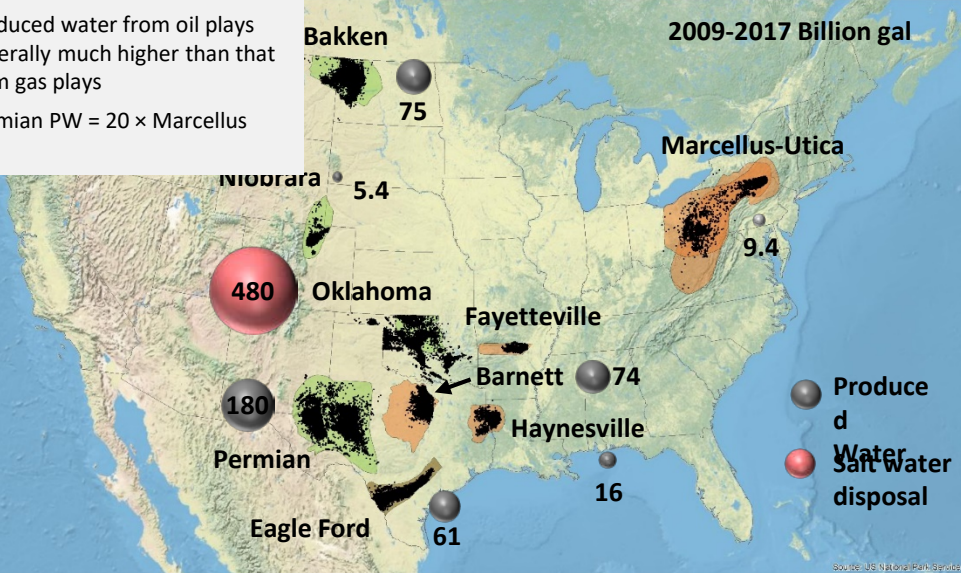 duced water from oil plays
erally much higher than that
m gas plays
mian PW = 20 × Marcellus
2009-2017 Billion gal
Bakken
75
Marcellus-Utica
Niobrara
5.4
9.4
480
Oklahoma
Fayetteville
Barnett
74
180
Haynesville
Permian
16
Eagle Ford
61
Produce
d
Water
Salt water
disposal
Source: US National Park Service